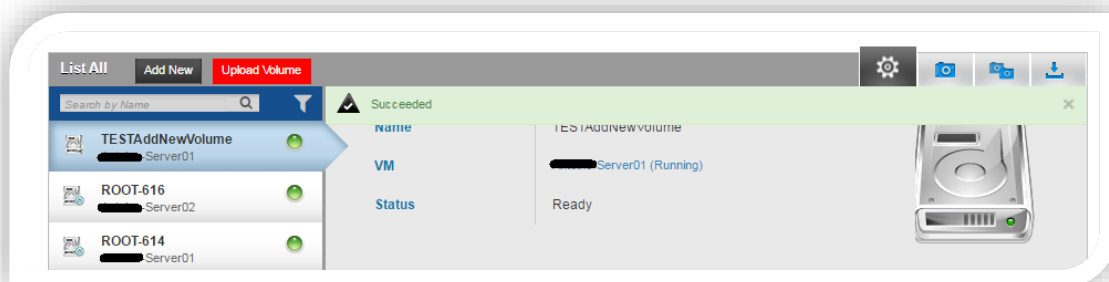 List All
Add New
Upload Volume
Search by Name
Succeeded
TESTAddNewVolume
-Server01
ROOT-616
-Server02
ROOT-614
-Server01
Name
TESTAddNewVolume
VM
Server01 (Running)
Status
Ready